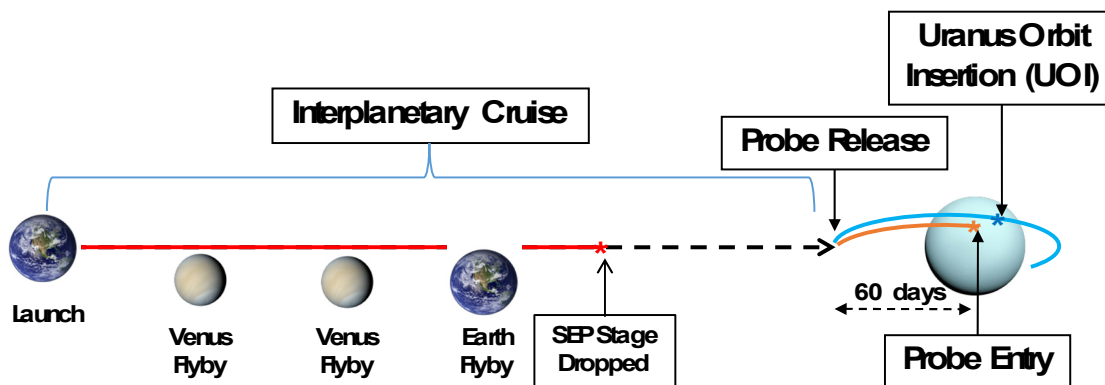 Uranus Orbit
Insertion (UOI)
Interplanetary Cruise
Probe Release
60 days
Launch
Venus
Flyby
Venus
Flyby
Earth
Flyby
SEP Stage
Dropped
Probe Entry